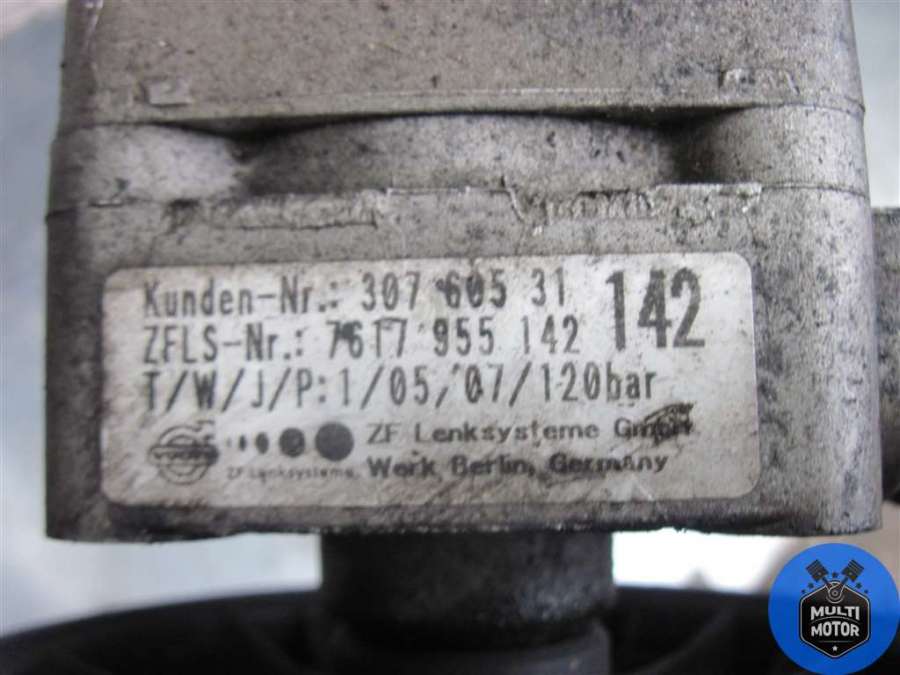 Kunden-Nr.: 307 605 31
142
ZFLS-Nr.: 7617 955 142
T/W/J/P:1/05/07/120bar
ZF Lenksysteme GmbH
ZF Lenksysteme
Werk Berlin, Germany
MULTI
MOTOR